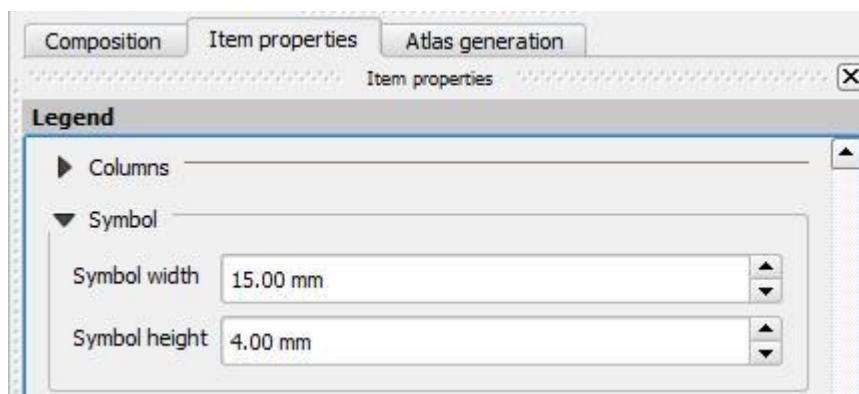 Composition Item properties Atlas generation
Item properties
Legend
Columns
Symbol
Symbol width 15.00 mm
Symbol height 4.00 mm